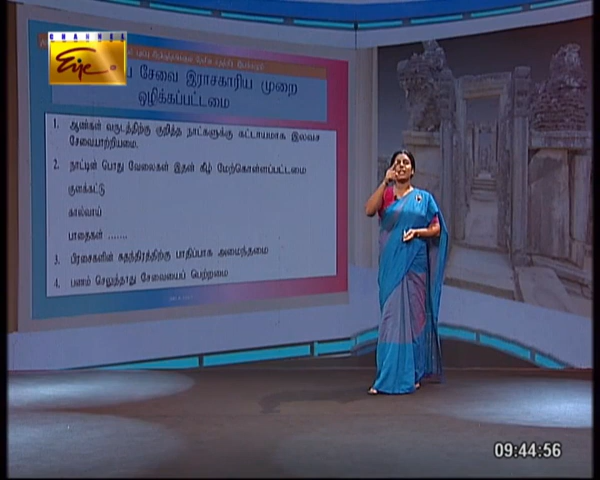 CHANNEL
Eye
சேவை இராசகாரிய முறை
ஒழிக்கப்பட்டமை
1. ஆண்கள் வருடத்திற்கு குறித்த நாட்களுக்கு கட்டாயமாக இலவச
சேவையாற்றியமை.
2. நாட்டின் பொது வேலைகள் இதன் கீழ் மேற்கொள்ளப்பட்டமை
குளக்கட்டு
கால்வாய்
பாதைகள் .......
3. பிரசைகளின் சுதந்திரத்திற்கு பாதிப்பாக அமைந்தமை
4. பணம் செலுத்தாது சேவையைப் பெற்றமை
09:44:56